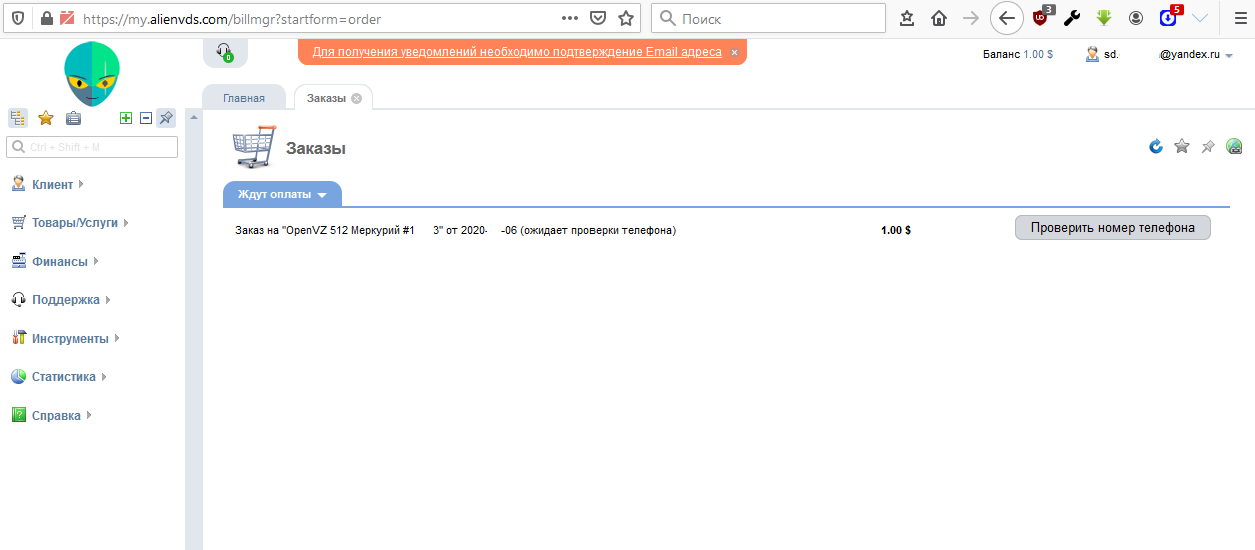 https://my.alienvds.com/billmgr?startform=order
Поиск
3
5
0
Для получения уведомлений необходимо подтверждение Email адреса
Баланс 1.00 $
sd. @yandex.ru
Главная
Заказы
Ctrl + Shift + M
Заказы
Клиент
Товары/Услуги
Финансы
Поддержка
Инструменты
Статистика
Справка
Ждут оплаты
Заказ на "OpenVZ 512 Меркурий #1 3" от 2020- -06 (ожидает проверки телефона) 1.00 $ Проверить номер телефона